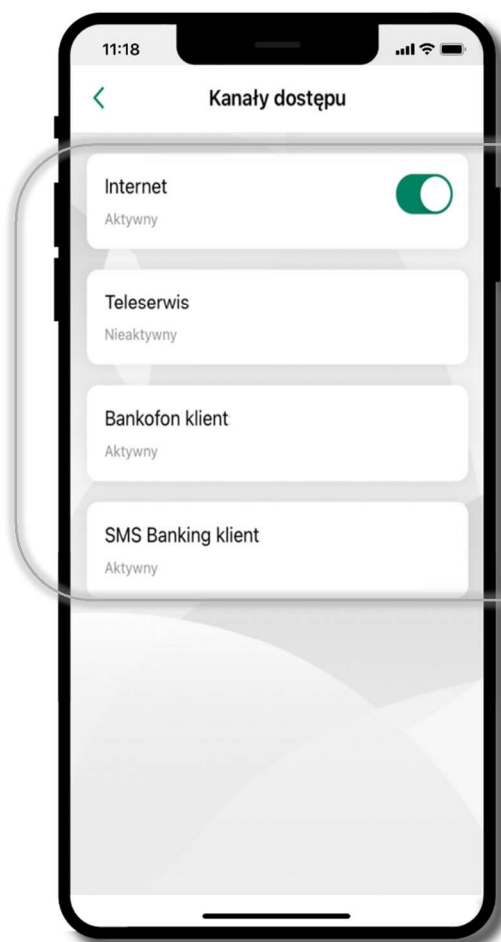 11:18
Kanały dostępu
Internet
Aktywny
Teleserwis
Nieaktywny
Bankofon klient
Aktywny
SMS Banking klient
Aktywny